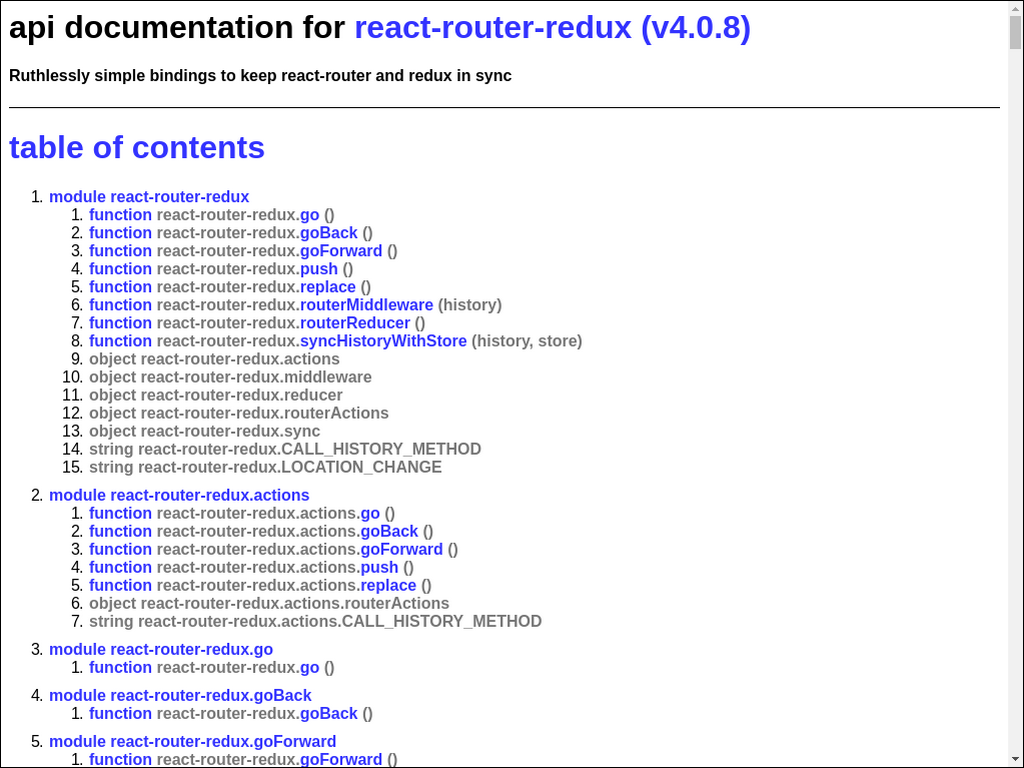 api documentation for react-router-redux (v4.0.8)
Ruthlessly simple bindings to keep react-router and redux in sync
table of contents
1. module react-router-redux
1. function react-router-redux.go ()
2. function react-router-redux.goBack ()
3. function react-router-redux.goForward ()
4. function react-router-redux.push ()
5. function react-router-redux.replace ()
6. function react-router-redux.routerMiddleware (history)
7. function react-router-redux.routerReducer ()
8. function react-router-redux.syncHistoryWithStore (history, store)
9. object react-router-redux.actions
10. object react-router-redux.middleware
11. object react-router-redux.reducer
12. object react-router-redux.routerActions
13. object react-router-redux.sync
14. string react-router-redux.CALL_HISTORY_METHOD
15. string react-router-redux.LOCATION_CHANGE
2. module react-router-redux.actions
1. function react-router-redux.actions.go ()
2. function react-router-redux.actions.goBack ()
3. function react-router-redux.actions.goForward ()
4. function react-router-redux.actions.push ()
5. function react-router-redux.actions.replace ()
6. object react-router-redux.actions.routerActions
7. string react-router-redux.actions.CALL_HISTORY_METHOD
3. module react-router-redux.go
1. function react-router-redux.go ()
4. module react-router-redux.goBack
1. function react-router-redux.goBack ()
5. module react-router-redux.goForward
1. function react-router-redux.goForward ()